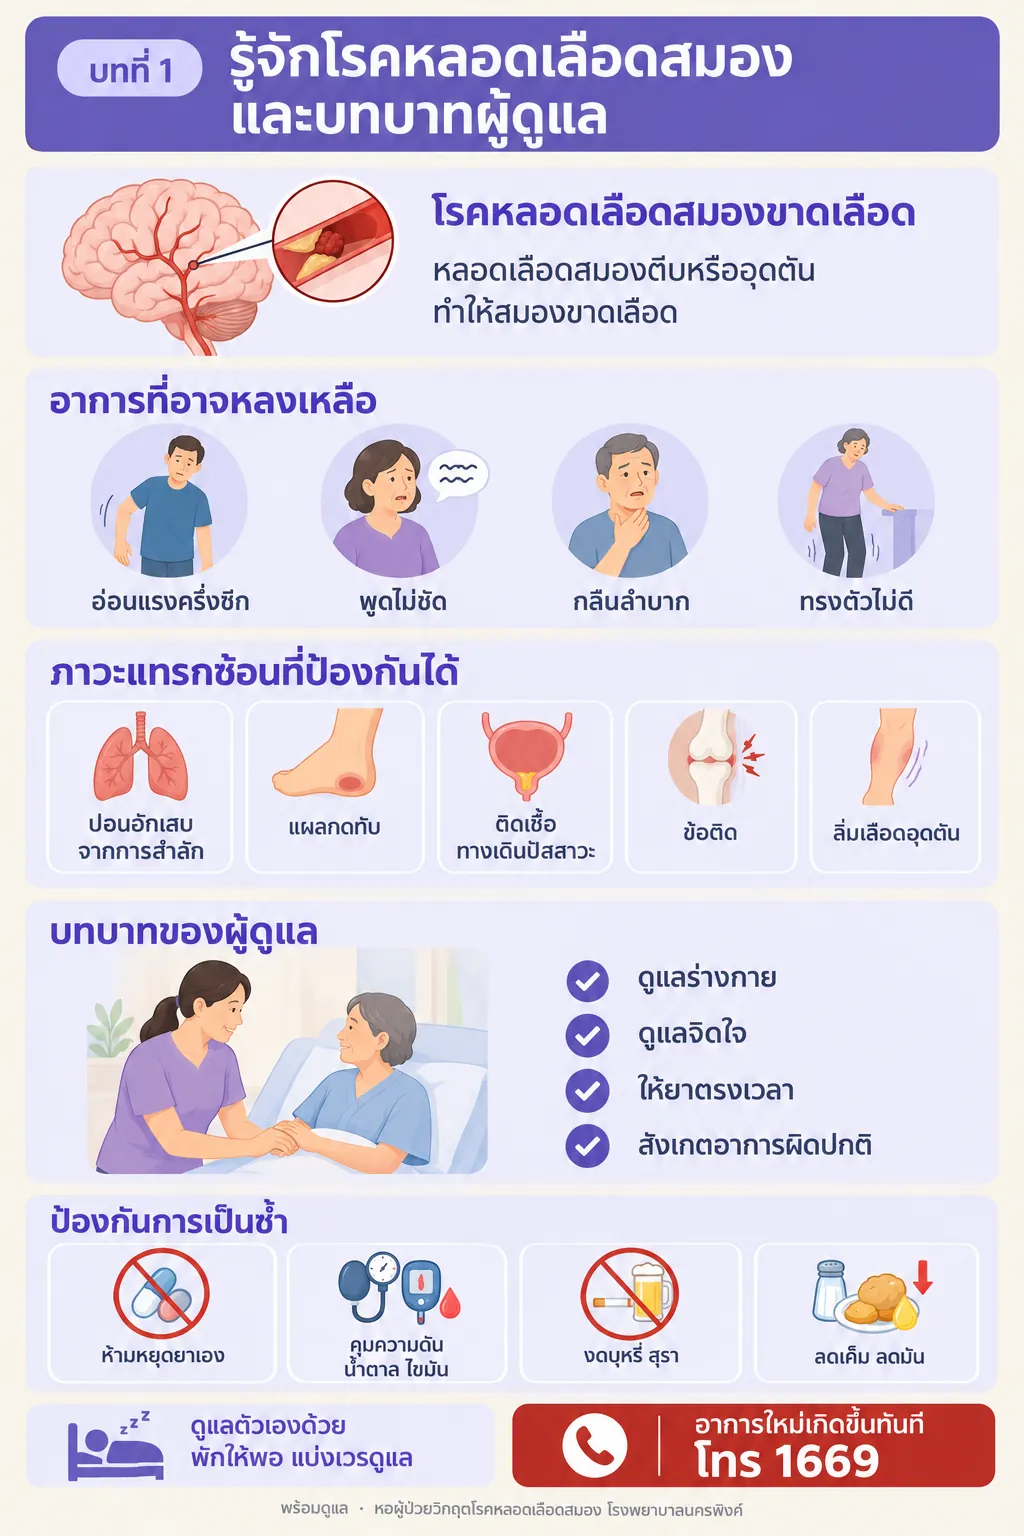 บทที่ 1
รู้จักโรคหลอดเลือดสมอง
และบทบาทผู้ดูแล
โรคหลอดเลือดสมองขาดเลือด
หลอดเลือดสมองตีบหรืออุดตัน
ทำให้สมองขาดเลือด
อาการที่อาจหลงเหลือ
อ่อนแรงครึ่งซีก
พูดไม่ชัด
กลืนลำบาก
ทรงตัวไม่ดี
ภาวะแทรกซ้อนที่ป้องกันได้
ปอนอักเสบ
จากการสำลัก
แผลกดทับ
ติดเชื้อ
ทางเดินปัสสาวะ
ข้อติด
ลิ่มเลือดอุดตัน
บทบาทของผู้ดูแล
ดูแลร่างกาย
ดูแลจิตใจ
ให้ยาตรงเวลา
สังเกตอาการผิดปกติ
ป้องกันการเป็นซ้ำ
ห้ามหยุดยาเอง
คุมความดัน
น้ำตาล ไขมัน
งดบุหรี่ สุรา
ลดเค็ม ลดมัน
z z z
ดูแลตัวเองด้วย
พักให้พอ แบ่งเวรดูแล
อาการใหม่เกิดขึ้นทันที
โทร 1669
พร้อมดูแล · หอผู้ป่วยวิกฤตโรคหลอดเลือดสมอง โรงพยาบาลนครพิงค์